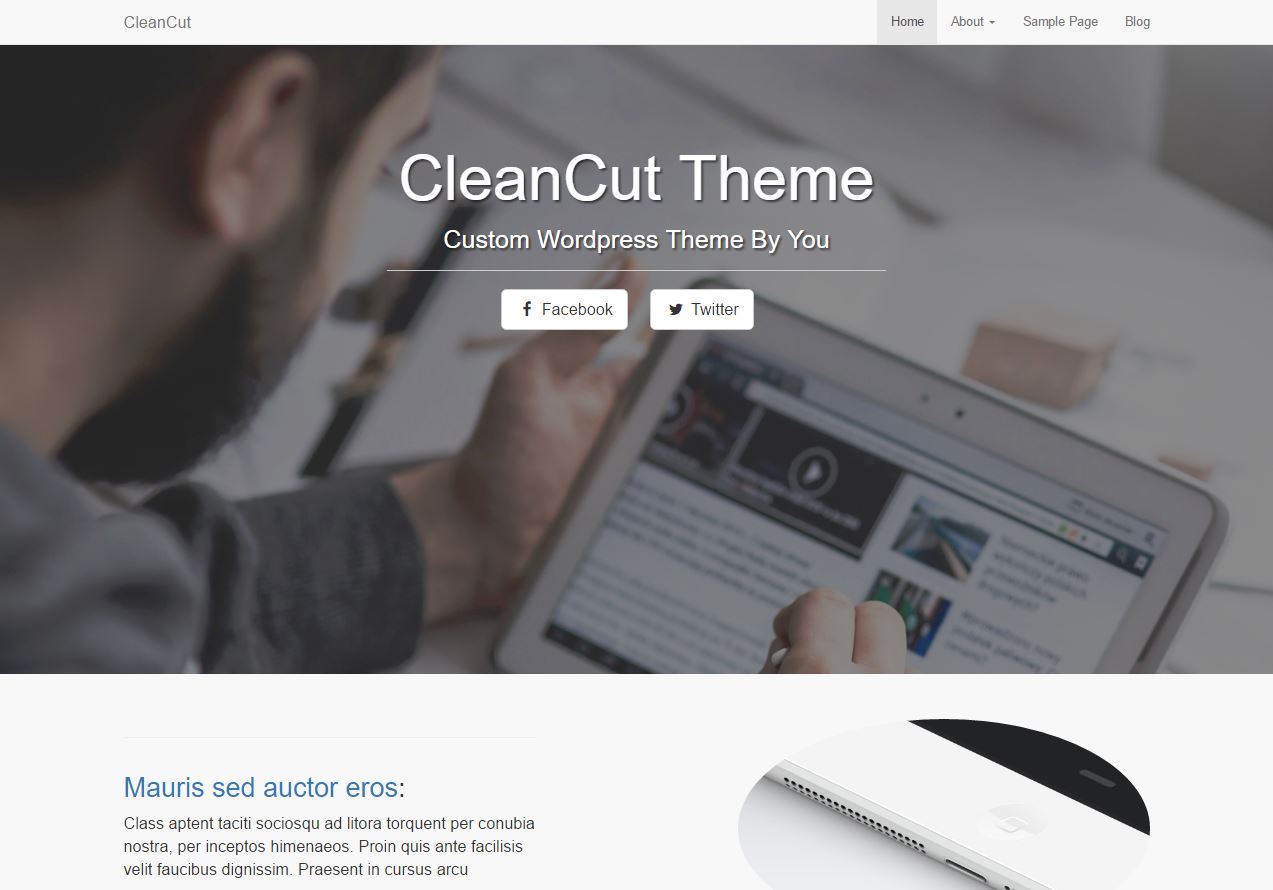 CleanCut
Home About Sample Page Blog
CleanCut Theme
Custom Wordpress Theme By You
Facebook Twitter
Mauris sed auctor eros:
Class aptent taciti sociosqu ad litora torquent per conubia
nostra, per inceptos himenaeos. Proin quis ante facilisis
velit faucibus dignissim. Praesent in cursus arcu